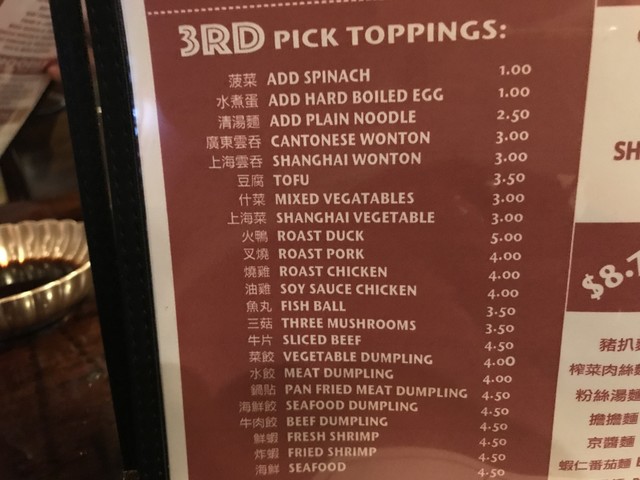 3RD PICK TOPPINGS:
菠菜 ADD SPINACH 1.00
水煮蛋 ADD HARD BOILED EGG 1.00
清湯麵 ADD PLAIN NOODLE 2.50
廣東雲吞 CANTONESE WONTON 3.00
上海雲吞 SHANGHAI WONTON 3.00
豆腐 TOFU 3.50
什菜 MIXED VEGATABLES 3.00
上海菜 SHANGHAI VEGETABLE 3.00
火鴨 ROAST DUCK 5.00
叉燒 ROAST PORK 4.00
燒雞 ROAST CHICKEN 4.00
油雞 SOY SAUCE CHICKEN 4.00
魚丸 FISH BALL 3.50
三菇 THREE MUSHROOMS 3.50
牛片 SLICED BEEF 4.50
菜餃 VEGETABLE DUMPLING 4.00
水餃 MEAT DUMPLING 4.00
鍋貼 PAN FRIED MEAT DUMPLING 4.50
海鮮餃 SEAFOOD DUMPLING 4.50
牛肉餃 BEEF DUMPLING 4.50
鮮蝦 FRESH SHRIMP 4.50
炸蝦 FRIED SHRIMP 4.50
海鮮 SEAFOOD 4.50
SH
$8.7
豬扒麵
榨菜肉絲麵
粉絲湯麵
擔擔麵
京醬麵
蝦仁番茄麵